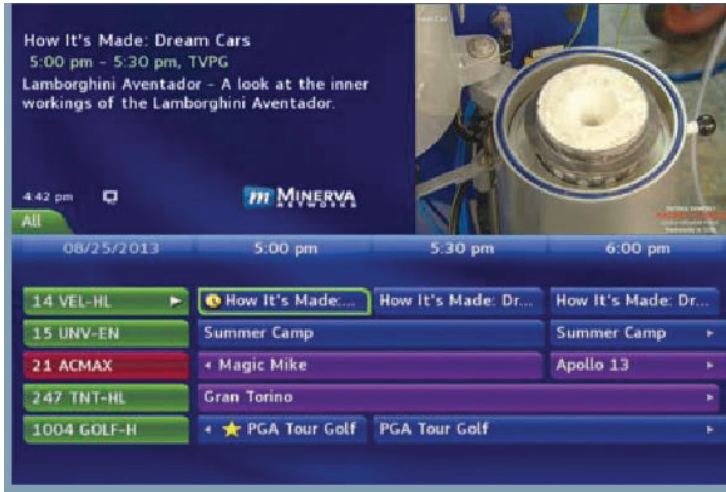 How It's Made: Dream Cars
5:00 pm - 5:30 pm, TVPG
Lamborghini Aventador - A look at the inner
workings of the Lamborghini Aventador.
4:42 pm
m MINERVA
NETWORKS
All
08/25/2013 5:00 pm 5:30 pm 6:00 pm
14 VEL-HL How It's Made:... How It's Made: Dr... How It's Made: Dr...
15 UNV-EN Summer Camp Summer Camp
21 ACMAX Magic Mike Apollo 13
247 TNT-HL Gran Torino
1004 GOLF-H PGA Tour Golf PGA Tour Golf